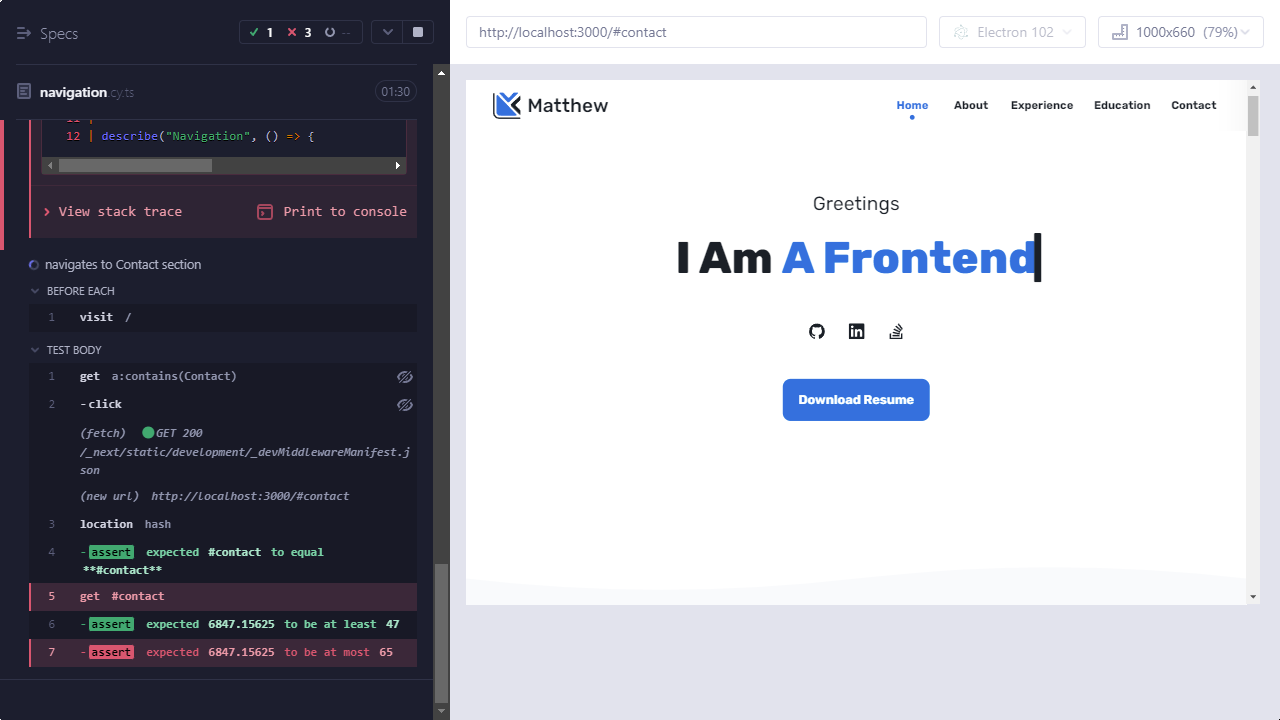 Specs
1
3
--
navigation.cy.ts
01:30
12 | describe("Navigation", () => {
View stack trace
Print to console
navigates to Contact section
BEFORE EACH
1 visit /
TEST BODY
1 get a:contains(Contact)
2 -click
(fetch) GET 200
/_next/static/development/_devMiddlewareManifest.j
son
(new url) http://localhost:3000/#contact
3 location hash
4 -assert expected #contact to equal
**#contact**
5 get #contact
6 -assert expected 6847.15625 to be at least 47
7 -assert expected 6847.15625 to be at most 65
http://localhost:3000/#contact
Electron 102
1000x660 (79%)
Matthew
Home
About
Experience
Education
Contact
Greetings
I Am A Frontend
Download Resume